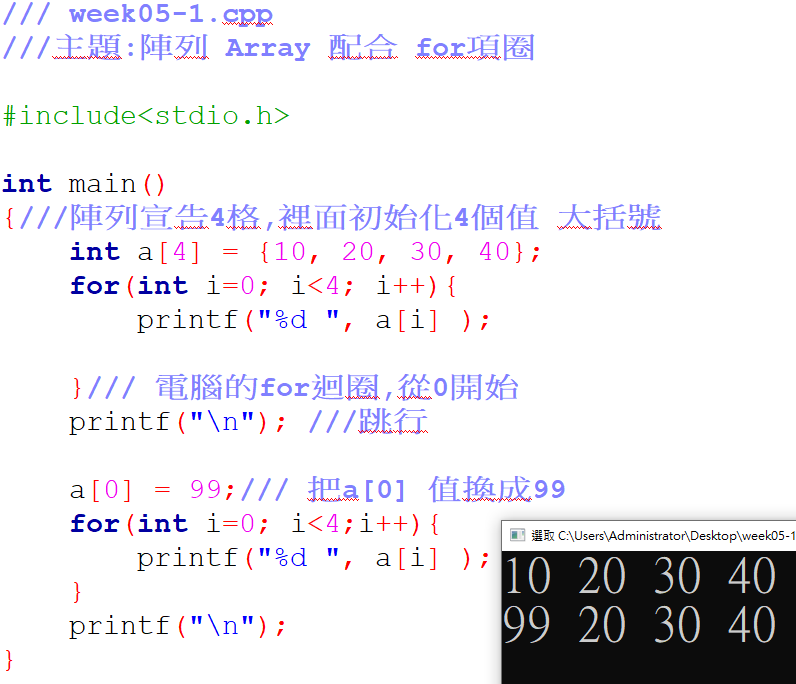 /// week05-1.cpp
///主題:陣列 Array 配合 for項圈
#include<stdio.h>
int main()
{///陣列宣告4格,裡面初始化4個值 大括號
int a[4] = {10, 20, 30, 40};
for(int i=0; i<4; i++){
printf("%d ", a[i] );
}/// 電腦的for迴圈,從0開始
printf("\n"); ///跳行
a[0] = 99;/// 把a[0] 值換成99
for(int i=0; i<4;i++){
printf("%d ", a[i] );
}
printf("\n");
}
選取 C:\Users\Administrator\Desktop\week05-1
10 20 30 40
99 20 30 40